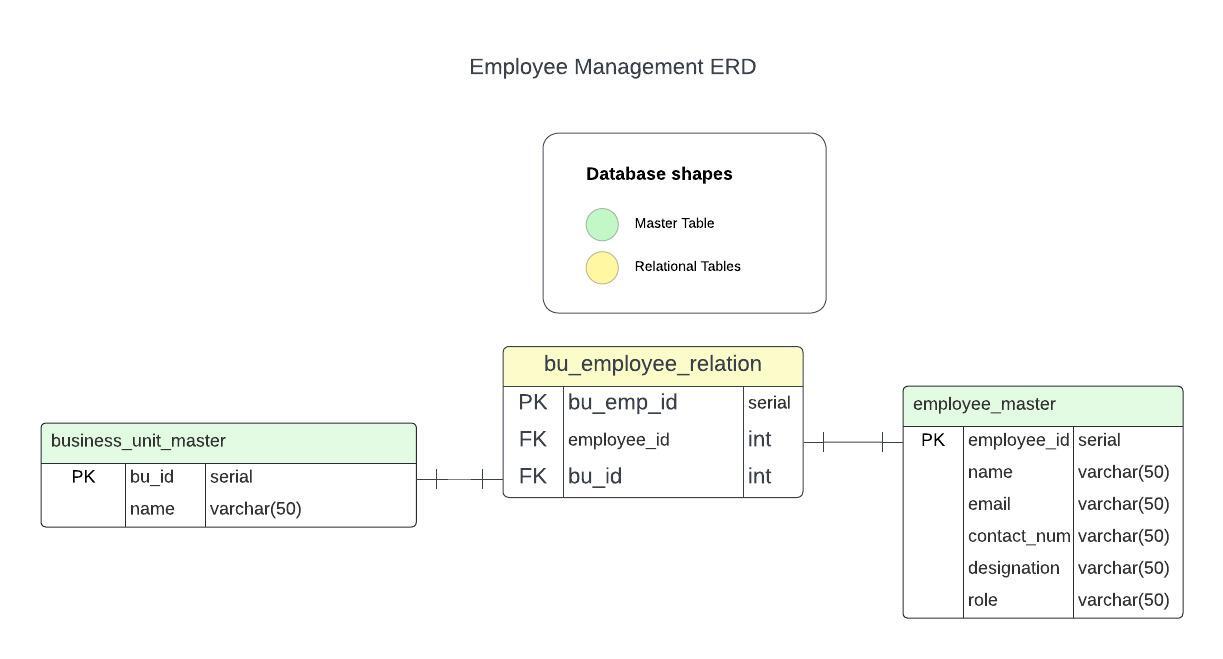 Employee Management ERD
Database shapes
Master Table
Relational Tables
business_unit_master
PK bu_id serial
name varchar(50)
bu_employee_relation
PK bu_emp_id serial
FK employee_id int
FK bu_id int
employee_master
PK employee_id serial
name varchar(50)
email varchar(50)
contact_num varchar(50)
designation varchar(50)
role varchar(50)